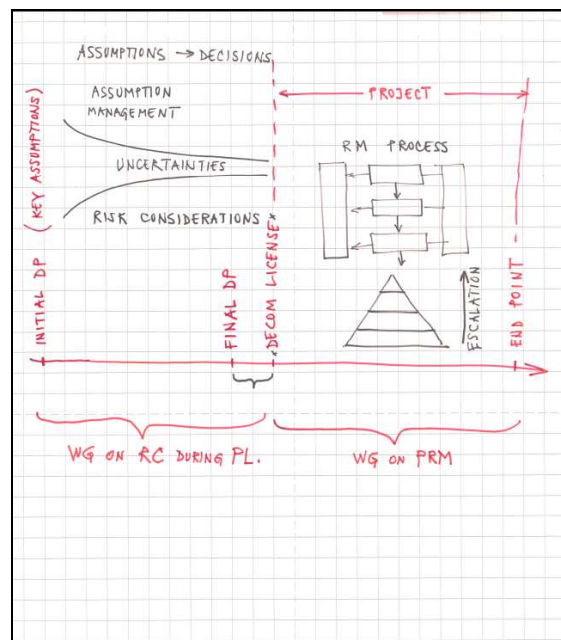 ASSUMPTIONS → DECISIONS
ASSUMPTION
MANAGEMENT
UNCERTAINTIES
RISK CONSIDERATIONS
(KEY ASSUMPTIONS)
INITIAL DP
FINAL DP
*DECOM LICENSE*
PROJECT
RM PROCESS
ESCALATION
END POINT
WG ON RC DURING PL.
WG ON PRM